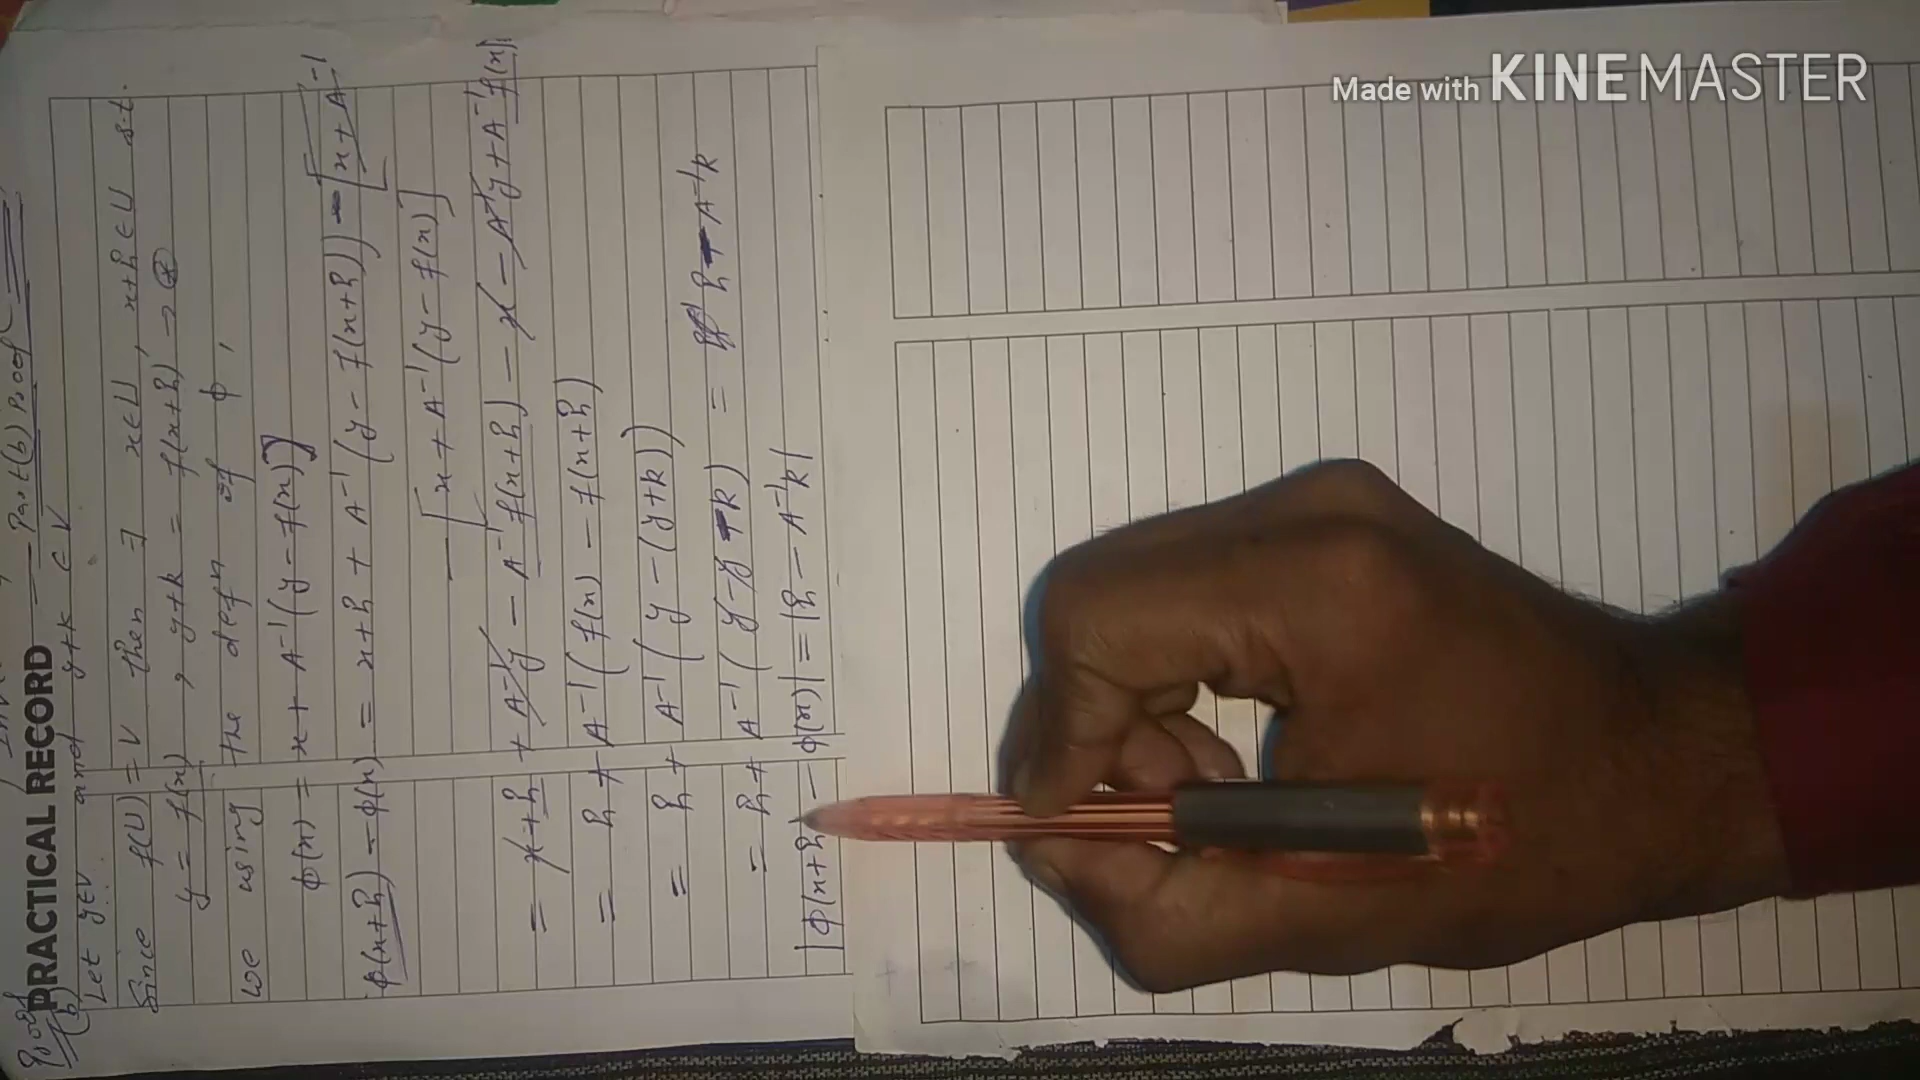 Made with KINEMASTER
PRACTICAL RECORD
Proof
Part(b) Proof
(b)
Let y∈V and y+k ∈ V
Since f(U) = V then ∃ x∈U, x+h∈U s.t.
y = f(x), y+k = f(x+h) → ⊛
we using the defn of ϕ,
ϕ(x) = x + A⁻¹(y - f(x))
ϕ(x+h) - ϕ(x) = x+h + A⁻¹(y - f(x+h)) - [x + A⁻¹
- [x + A⁻¹(y - f(x)]
= x+h + A⁻¹y - A⁻¹f(x+h) - x - A⁻¹y + A⁻¹f(x)
= h + A⁻¹(f(x) - f(x+h))
= h + A⁻¹(y - (y+k))
= h + A⁻¹(y - y - k) = h - A⁻¹k
|ϕ(x+h) - ϕ(x)| = |h - A⁻¹k|